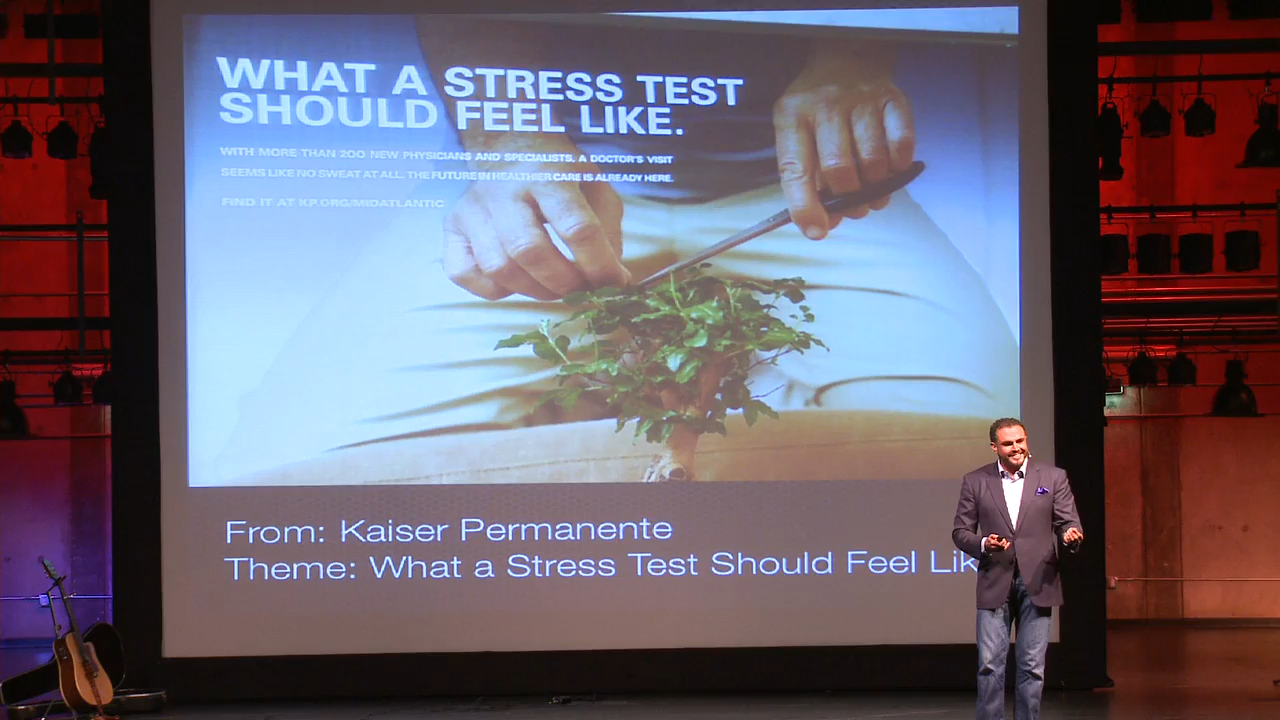 WHAT A STRESS TEST
SHOULD FEEL LIKE.
WITH MORE THAN 200 NEW PHYSICIANS AND SPECIALISTS, A DOCTOR'S VISIT
SEEMS LIKE NO SWEAT AT ALL. THE FUTURE IN HEALTHIER CARE IS ALREADY HERE.
FIND IT AT KP.ORG/MIDATLANTIC
From: Kaiser Permanente
Theme: What a Stress Test Should Feel Lik